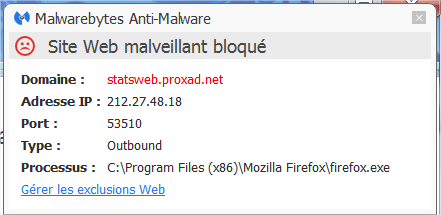 Malwarebytes Anti-Malware
Site Web malveillant bloqué
Domaine : statsweb.proxad.net
Adresse IP : 212.27.48.18
Port : 53510
Type : Outbound
Processus : C:\Program Files (x86)\Mozilla Firefox\firefox.exe
Gérer les exclusions Web